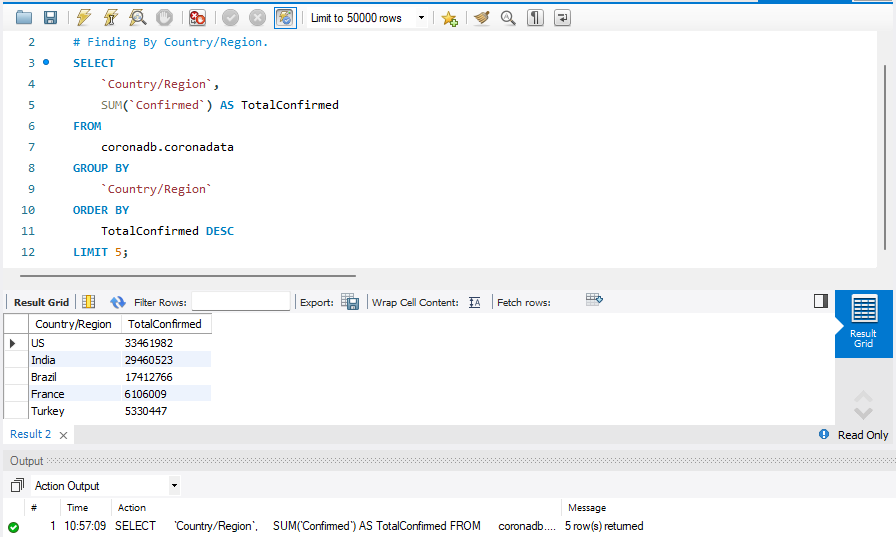 Limit to 50000 rows
2 # Finding By Country/Region.
3 SELECT
4 `Country/Region`,
5 SUM(`Confirmed`) AS TotalConfirmed
6 FROM
7 coronadb.coronadata
8 GROUP BY
9 `Country/Region`
10 ORDER BY
11 TotalConfirmed DESC
12 LIMIT 5;
Result Grid Filter Rows: Export: Wrap Cell Content: IA Fetch rows:
Country/Region TotalConfirmed
US 33461982
India 29460523
Brazil 17412766
France 6106009
Turkey 5330447
Result
Grid
Result 2 Read Only
Output
Action Output
# Time Action Message
1 10:57:09 SELECT `Country/Region`, SUM(`Confirmed`) AS TotalConfirmed FROM coronadb.... 5 row(s) returned